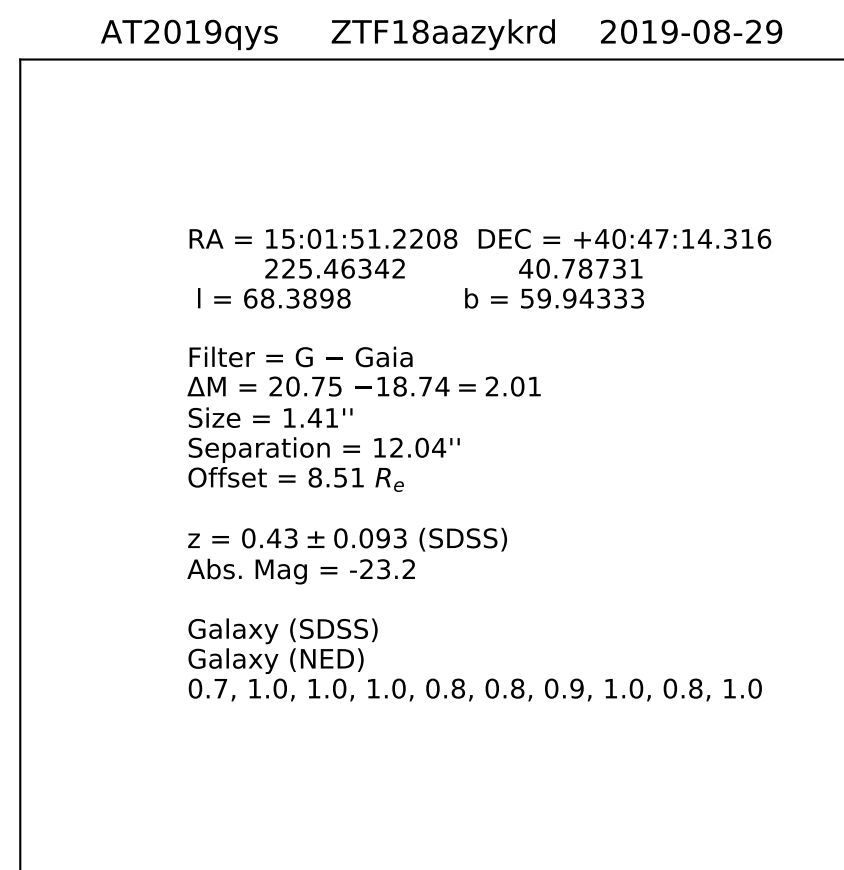 AT2019qys ZTF18aazykrd 2019-08-29
RA = 15:01:51.2208 DEC = +40:47:14.316
225.46342 40.78731
l = 68.3898 b = 59.94333
Filter = G − Gaia
ΔM = 20.75 −18.74 = 2.01
Size = 1.41''
Separation = 12.04''
Offset = 8.51 Rₑ
z = 0.43 ± 0.093 (SDSS)
Abs. Mag = -23.2
Galaxy (SDSS)
Galaxy (NED)
0.7, 1.0, 1.0, 1.0, 0.8, 0.8, 0.9, 1.0, 0.8, 1.0